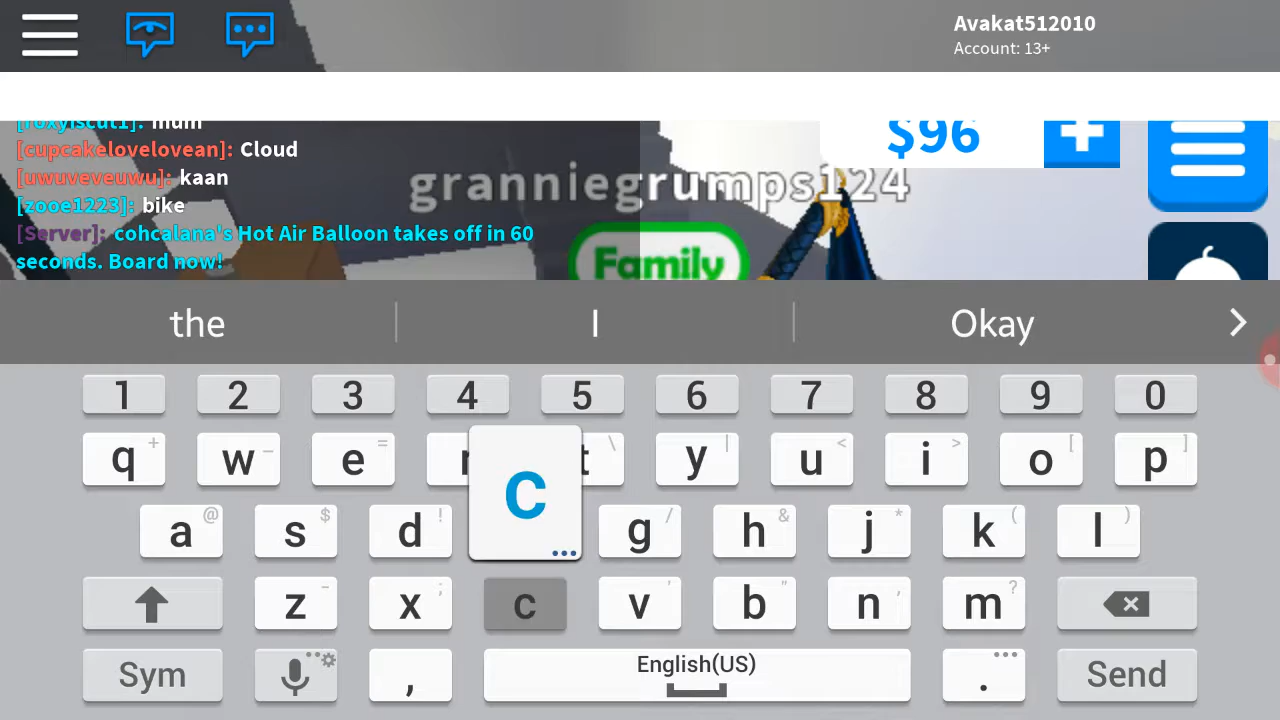 Avakat512010
Account: 13+
[roxyiscut1]: mum
[cupcakelovelovean]: Cloud
[uwuveveuwu]: kaan
[zooe1223]: bike
[Server]: cohcalana's Hot Air Balloon takes off in 60
seconds. Board now!
$96
granniegrumps124
Family
the I Okay
1 2 3 4 5 6 7 8 9 0
q + w - e = r t \ y | u < i > o [ p ]
C
a @ s $ d ! g / h & j * k ( l )
z - x ; c v ' b " n , m ?
Sym , English(US) . Send